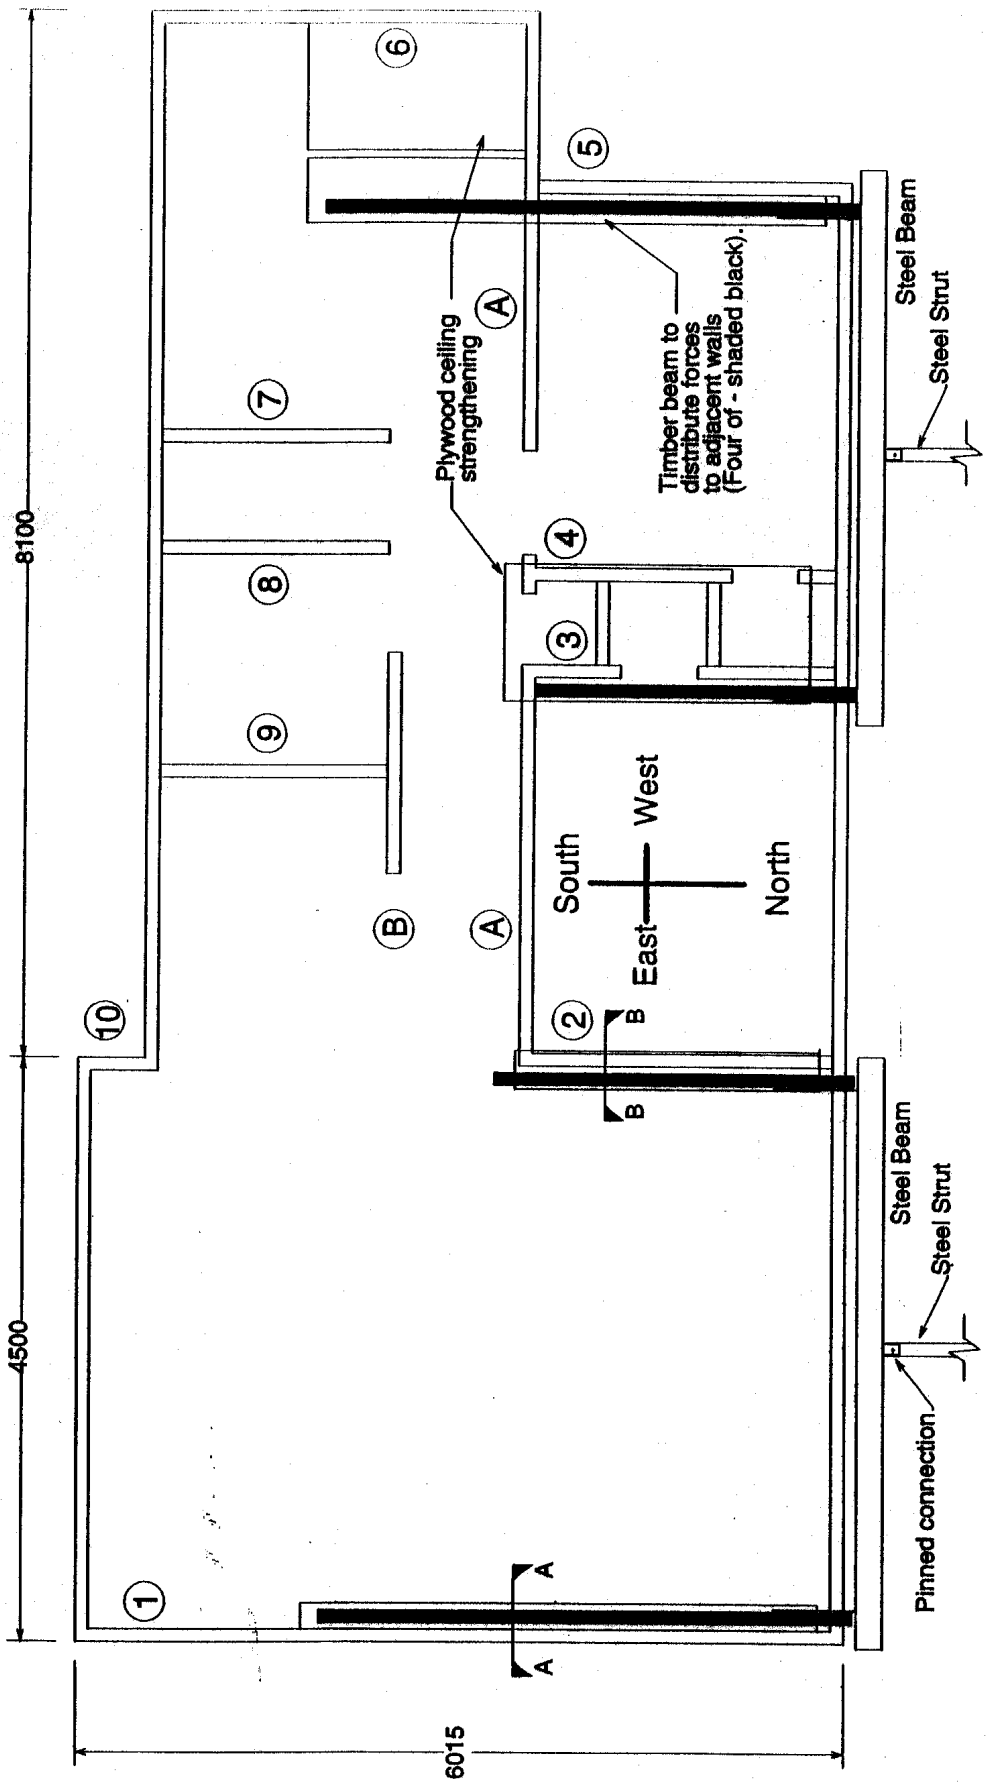 4500
8100
6015
1
2
3
4
5
6
7
8
9
10
A
A
B
A
A
B
B
Plywood ceiling
strengthening
Timber beam to
distribute forces
to adjacent walls
(Four of - shaded black).
South
East
West
North
Steel Beam
Steel Strut
Steel Beam
Steel Strut
Pinned connection